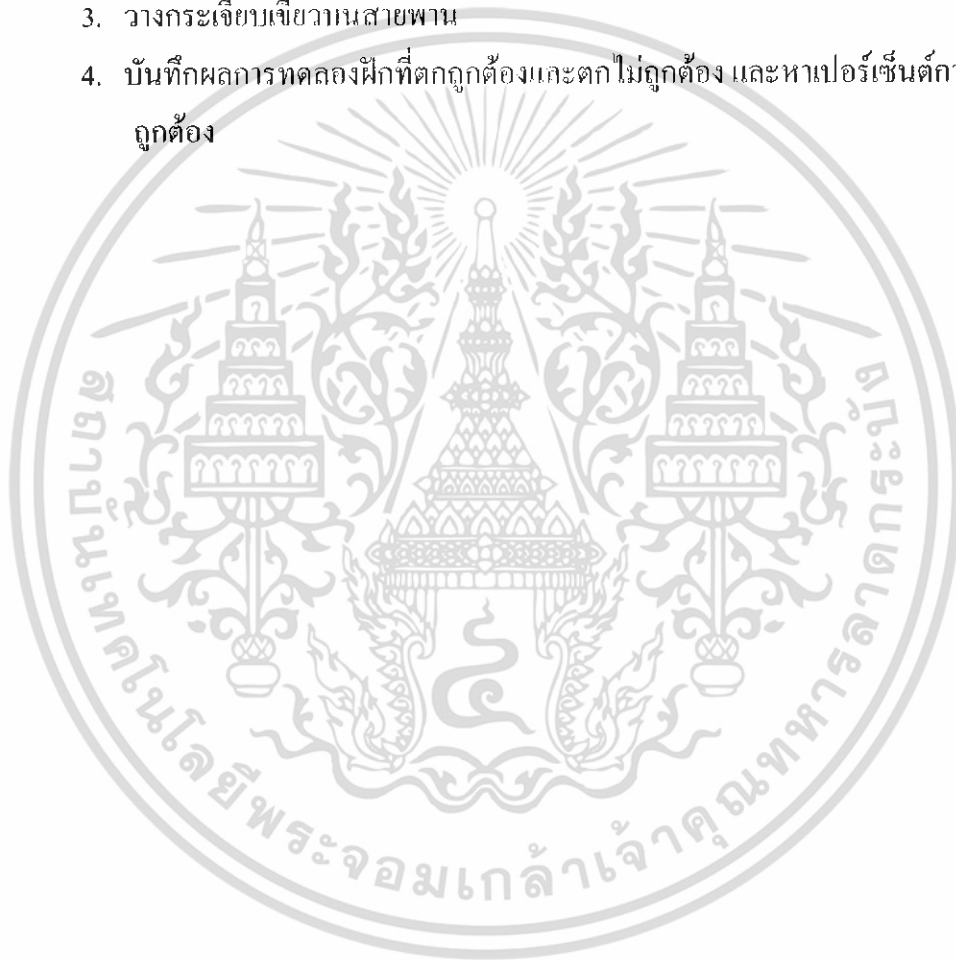 3. วางกระเจี๊ยบเขียวบนสายพาน
4. บันทึกผลการทดลองฝักที่ตกถูกต้องและตกไม่ถูกต้อง และหาเปอร์เซ็นต์กา
ถูกต้อง
สถาบันเทคโนโลยีพระจอมเกล้าเจ้าคุณทหารลาดกระบัง